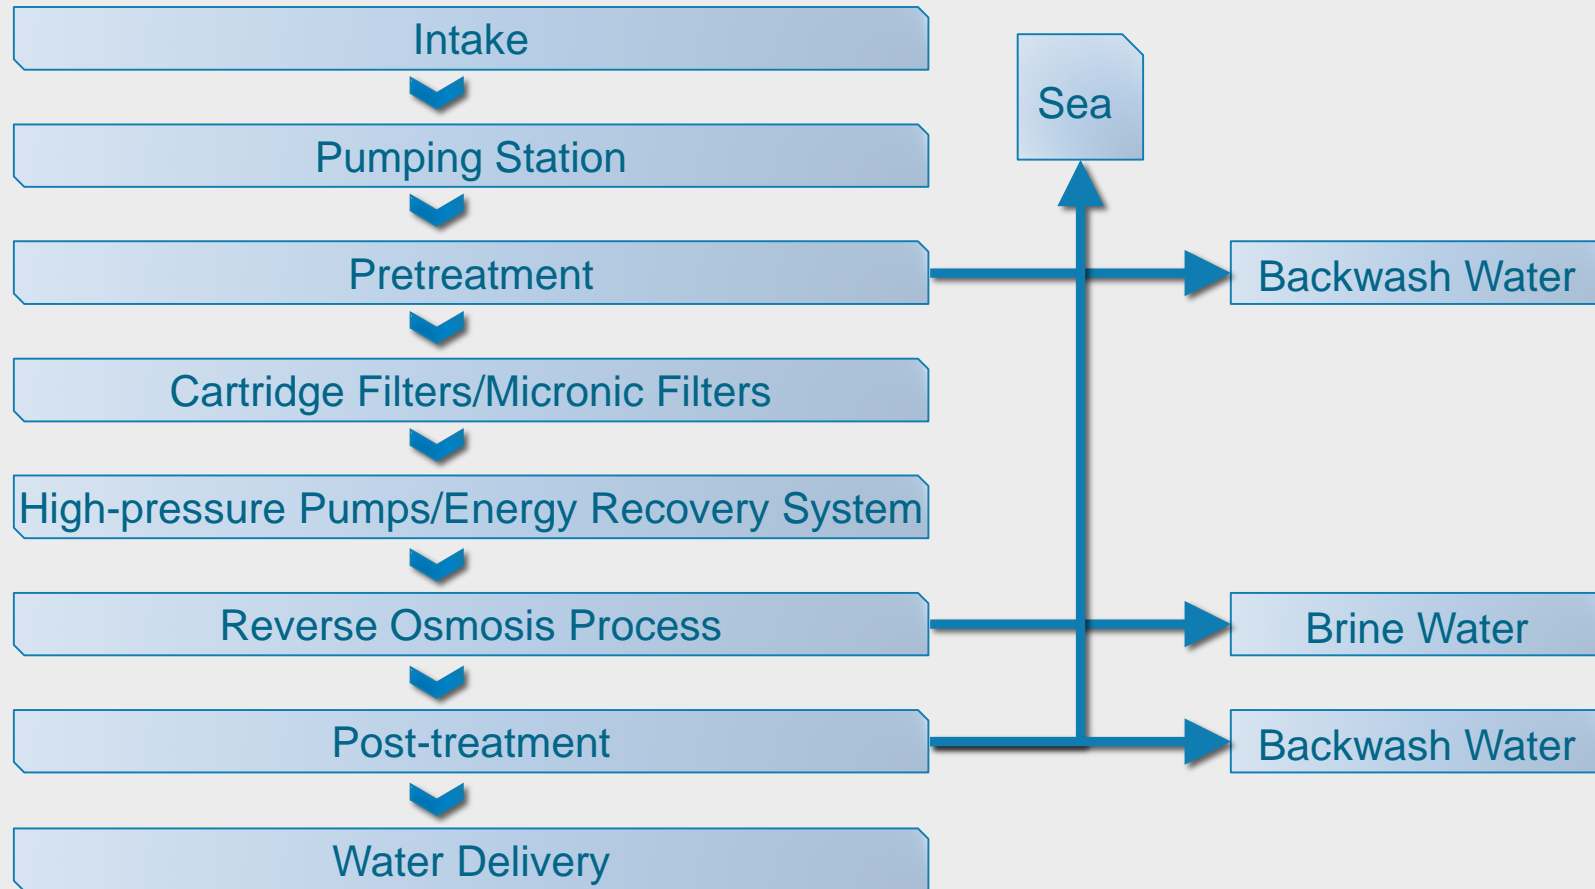 Intake
Sea
Pumping Station
Pretreatment
Backwash Water
Cartridge Filters/Micronic Filters
High-pressure Pumps/Energy Recovery System
Reverse Osmosis Process
Brine Water
Post-treatment
Backwash Water
Water Delivery